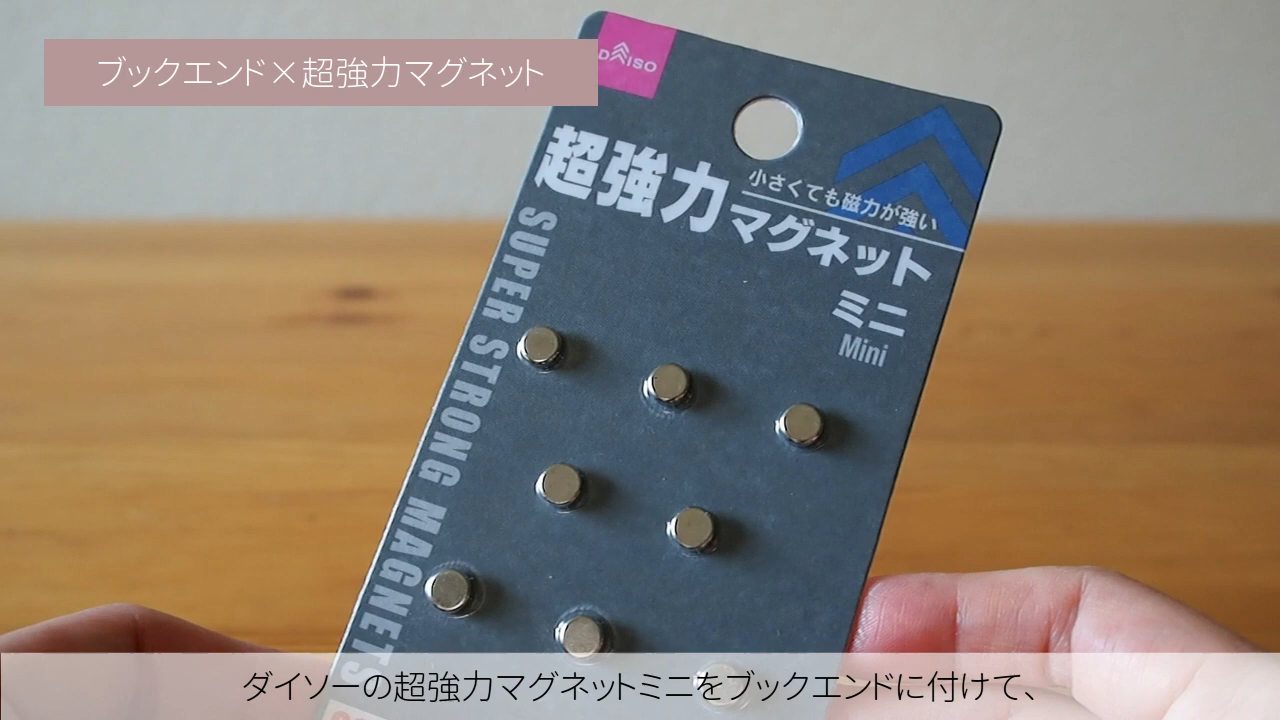 ブックエンド×超強力マグネット
DAISO
小さくても磁力が強い
超強力マグネット
ミニ
Mini
SUPER STRONG MAGNETS
ダイソーの超強力マグネットミニをブックエンドに付けて、